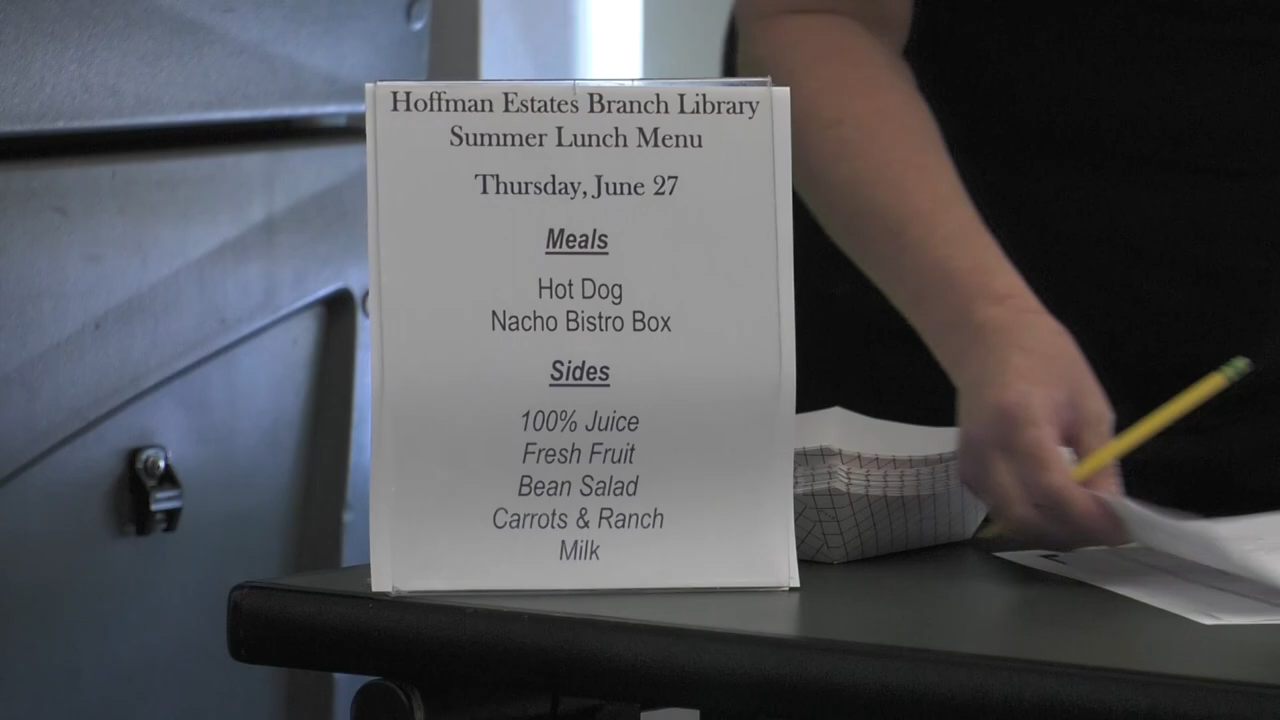 Hoffman Estates Branch Library
Summer Lunch Menu
Thursday, June 27
Meals
Hot Dog
Nacho Bistro Box
Sides
100% Juice
Fresh Fruit
Bean Salad
Carrots & Ranch
Milk